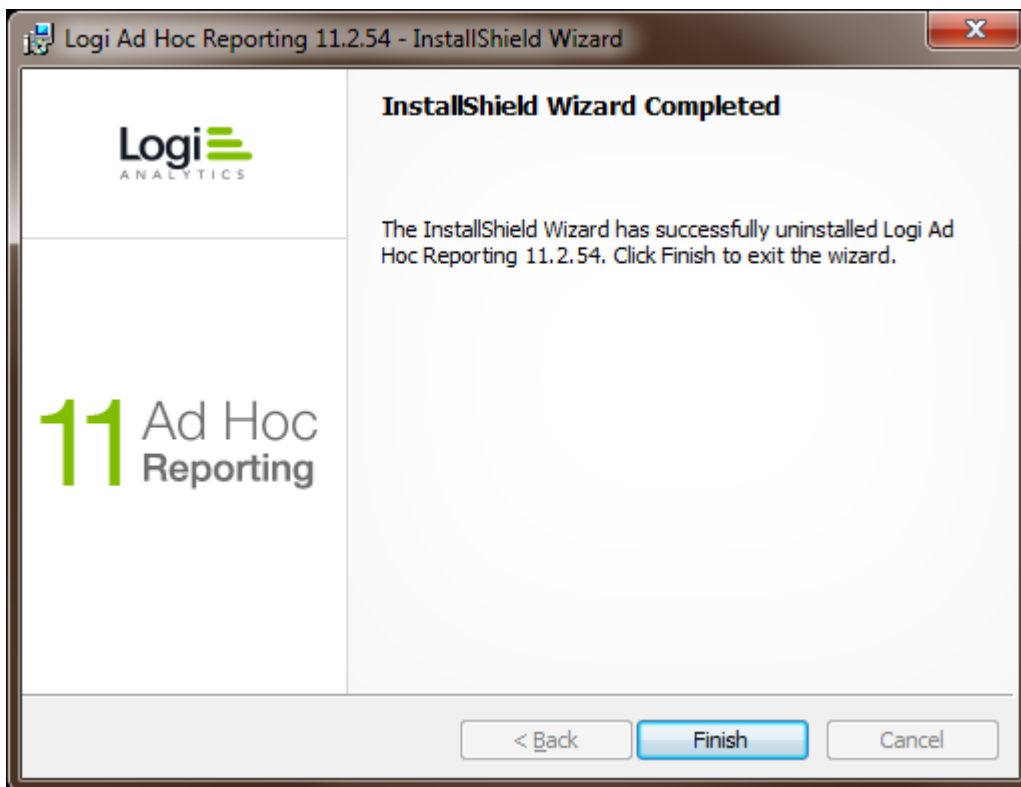 Logi Ad Hoc Reporting 11.2.54 - InstallShield Wizard
Logi
ANALYTICS
InstallShield Wizard Completed
The InstallShield Wizard has successfully uninstalled Logi Ad
Hoc Reporting 11.2.54. Click Finish to exit the wizard.
11 Ad Hoc
Reporting
< Back
Finish
Cancel